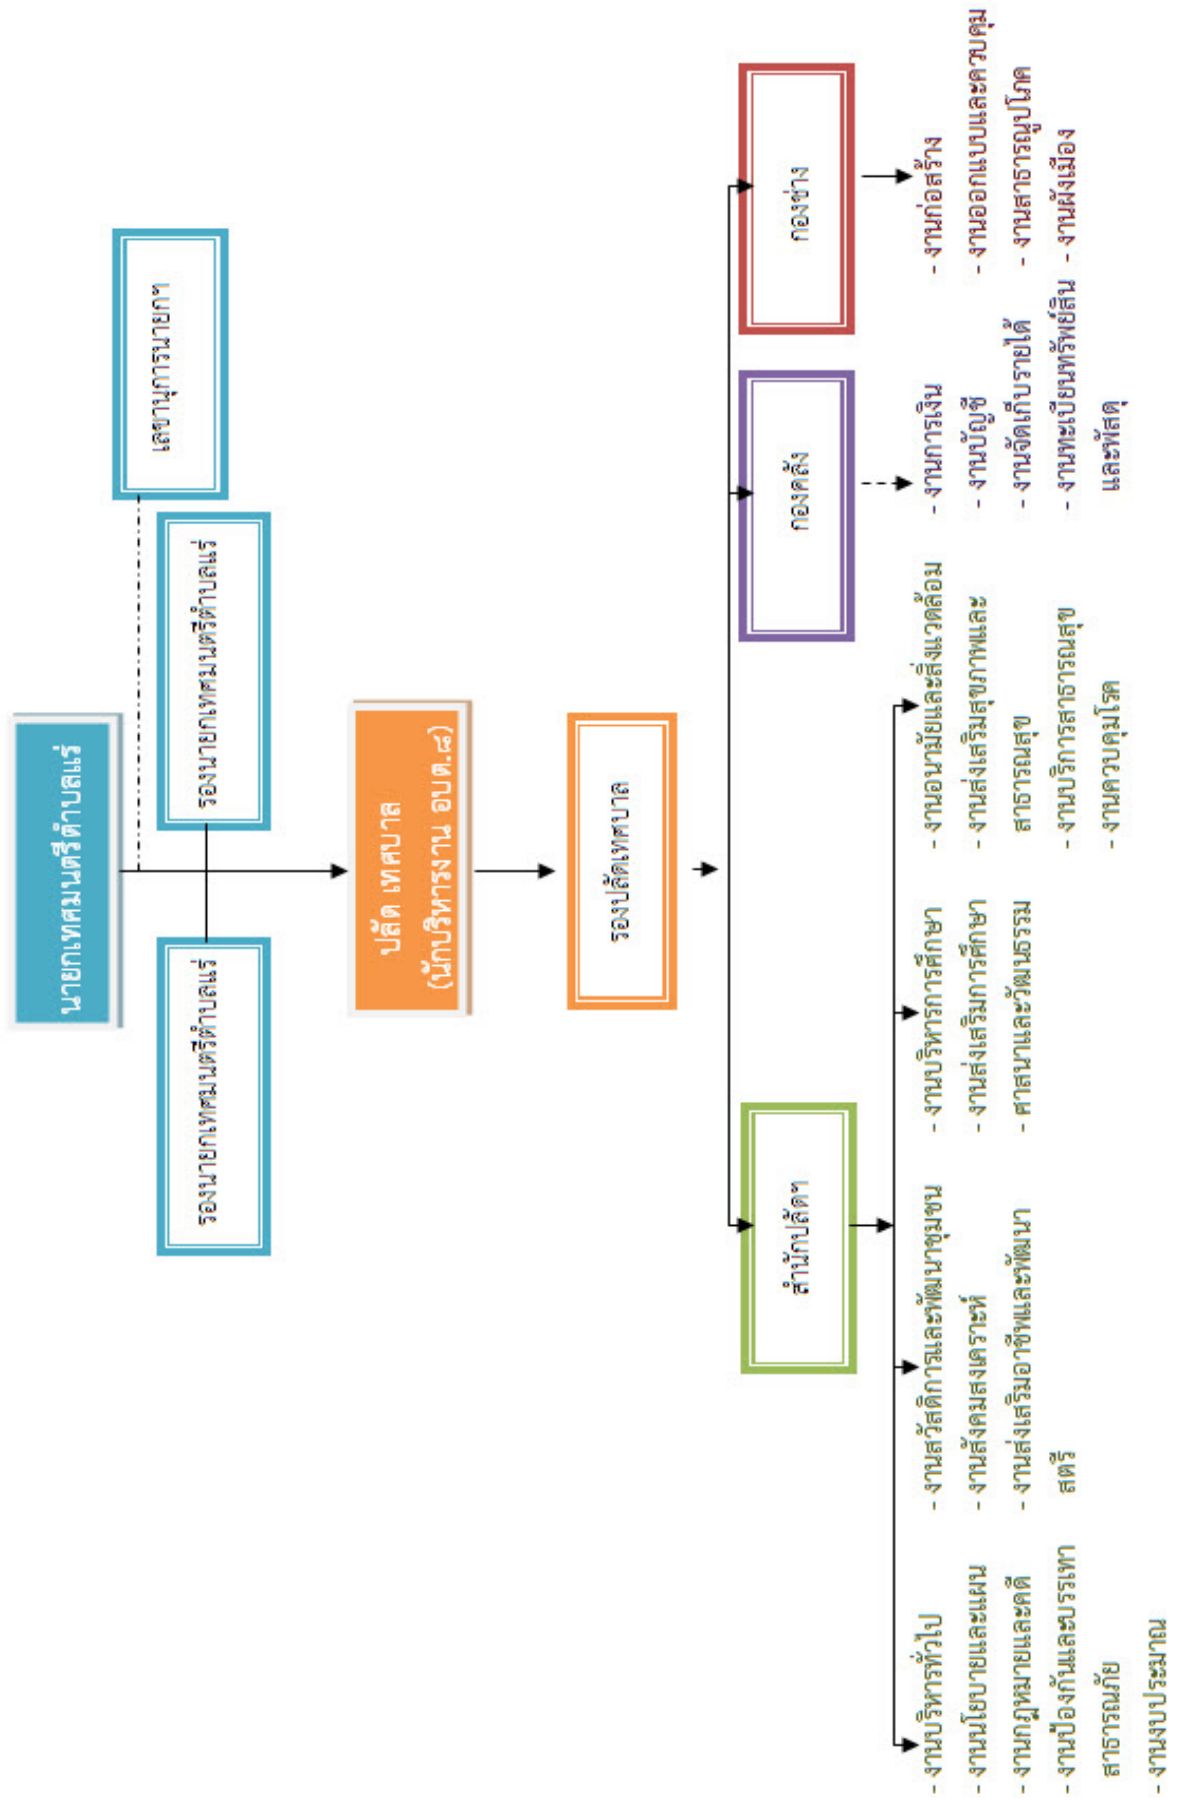 นายกเทศมนตรีตำบลแร่
เลขานุการนายกฯ
รองนายกเทศมนตรีตำบลแร่
รองนายกเทศมนตรีตำบลแร่
ปลัด เทศบาล
(นักบริหารงาน อบต.๘)
รองปลัดเทศบาล
สำนักปลัดฯ
กองคลัง
กองช่าง
- งานบริหารทั่วไป
- งานนโยบายและแผน
- งานกฎหมายและคดี
- งานป้องกันและบรรเทา
สาธารณภัย
- งานงบประมาณ
- งานสวัสดิการและพัฒนาชุมชน
- งานสังคมสงเคราะห์
- งานส่งเสริมอาชีพและพัฒนา
สตรี
- งานบริหารการศึกษา
- งานส่งเสริมการศึกษา
- ศาสนาและวัฒนธรรม
- งานอนามัยและสิ่งแวดล้อม
- งานส่งเสริมสุขภาพและ
สาธารณสุข
- งานบริการสาธารณสุข
- งานควบคุมโรค
- งานการเงิน
- งานบัญชี
- งานจัดเก็บรายได้
- งานทะเบียนทรัพย์สิน
และพัสดุ
- งานก่อสร้าง
- งานออกแบบและควบคุม
- งานสาธารณูปโภค
- งานผังเมือง